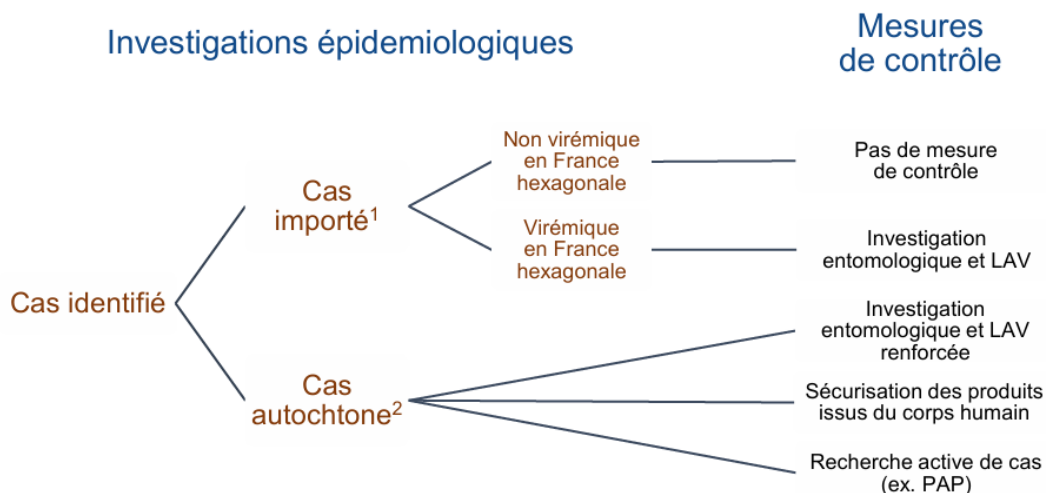 Investigations épidemiologiques
Mesures
de contrôle
Non virémique
en France
hexagonale
Pas de mesure
de contrôle
Cas
importé¹
Virémique
en France
hexagonale
Investigation
entomologique et LAV
Cas identifié
Investigation
entomologique et LAV
renforcée
Cas
autochtone²
Sécurisation des produits
issus du corps humain
Recherche active de cas
(ex. PAP)